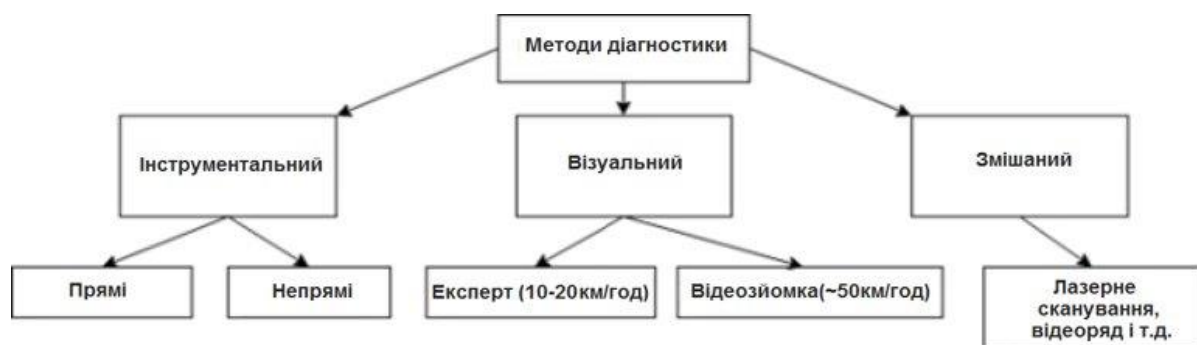 Методи діагностики
Інструментальний
Візуальний
Змішаний
Прямі
Непрямі
Експерт (10-20км/год)
Відеозйомка(~50км/год)
Лазерне
сканування,
відеоряд і т.д.